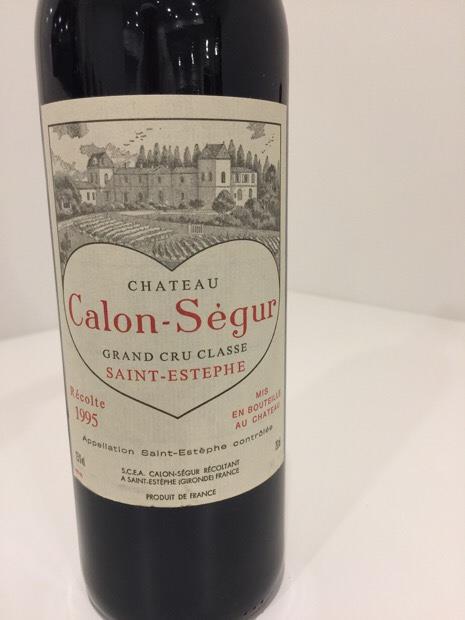 CHATEAU
Calon-Ségur
GRAND CRU CLASSE
SAINT-ESTEPHE
Récolte
1995
MIS
EN BOUTEILLE
AU CHATEAU
Appellation Saint-Estèphe contrôlée
S.C.E.A. CALON-SÉGUR RÉCOLTANT
A SAINT-ESTÈPHE (GIRONDE) FRANCE
PRODUIT DE FRANCE